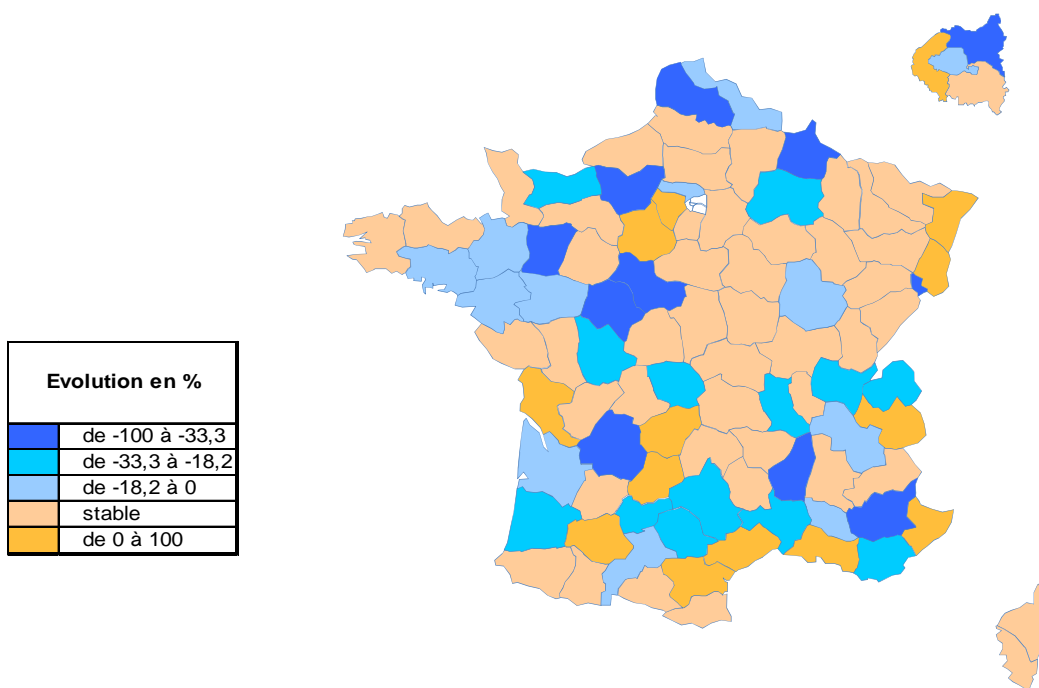 Evolution en %
de -100 à -33,3
de -33,3 à -18,2
de -18,2 à 0
stable
de 0 à 100